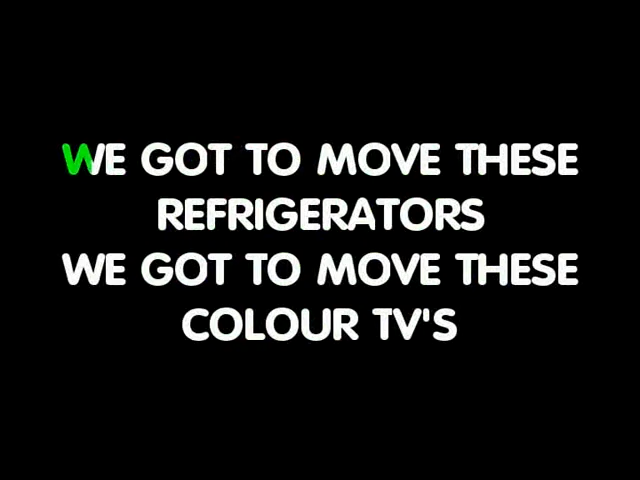 WE GOT TO MOVE THESE
REFRIGERATORS
WE GOT TO MOVE THESE
COLOUR TV'S